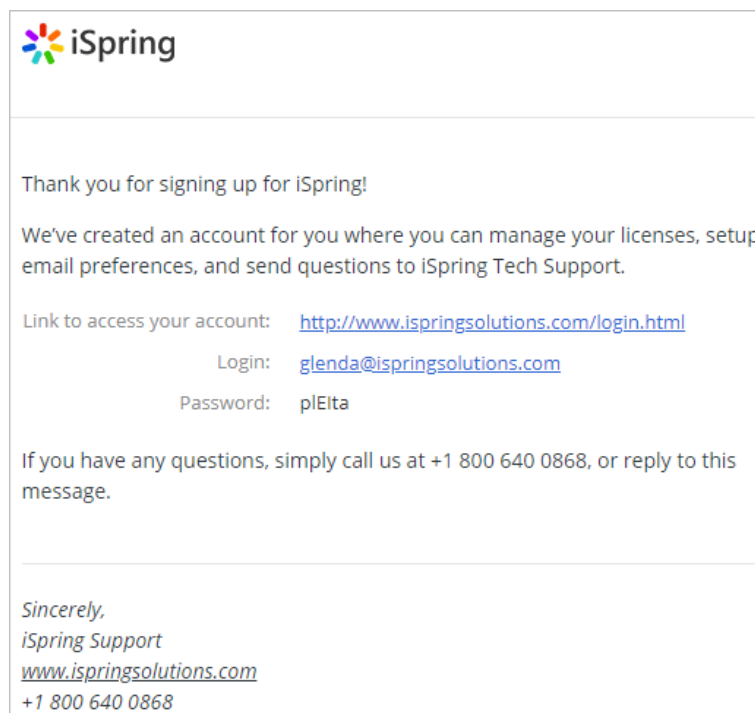 iSpring
Thank you for signing up for iSpring!
We've created an account for you where you can manage your licenses, setup
email preferences, and send questions to iSpring Tech Support.
Link to access your account: http://www.ispringsolutions.com/login.html
Login: glenda@ispringsolutions.com
Password: plEIta
If you have any questions, simply call us at +1 800 640 0868, or reply to this
message.
Sincerely,
iSpring Support
www.ispringsolutions.com
+1 800 640 0868